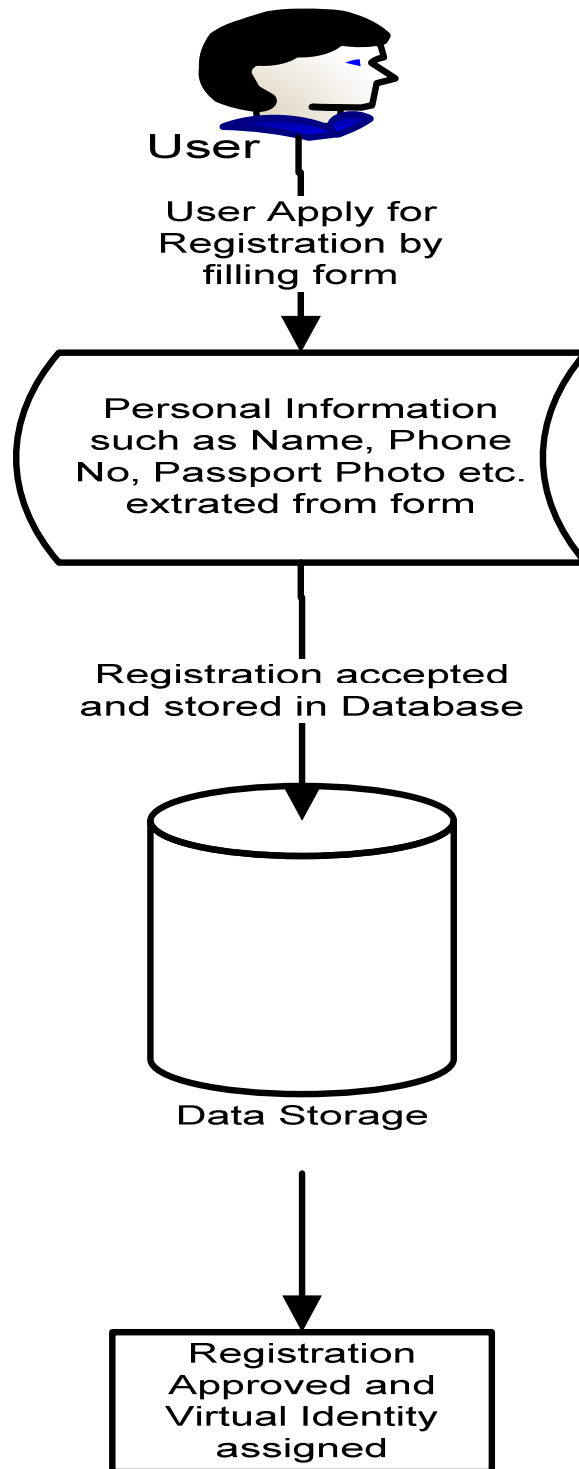 User
User Apply for
Registration by
filling form
Personal Information
such as Name, Phone
No, Passport Photo etc.
extrated from form
Registration accepted
and stored in Database
Data Storage
Registration
Approved and
Virtual Identity
assigned